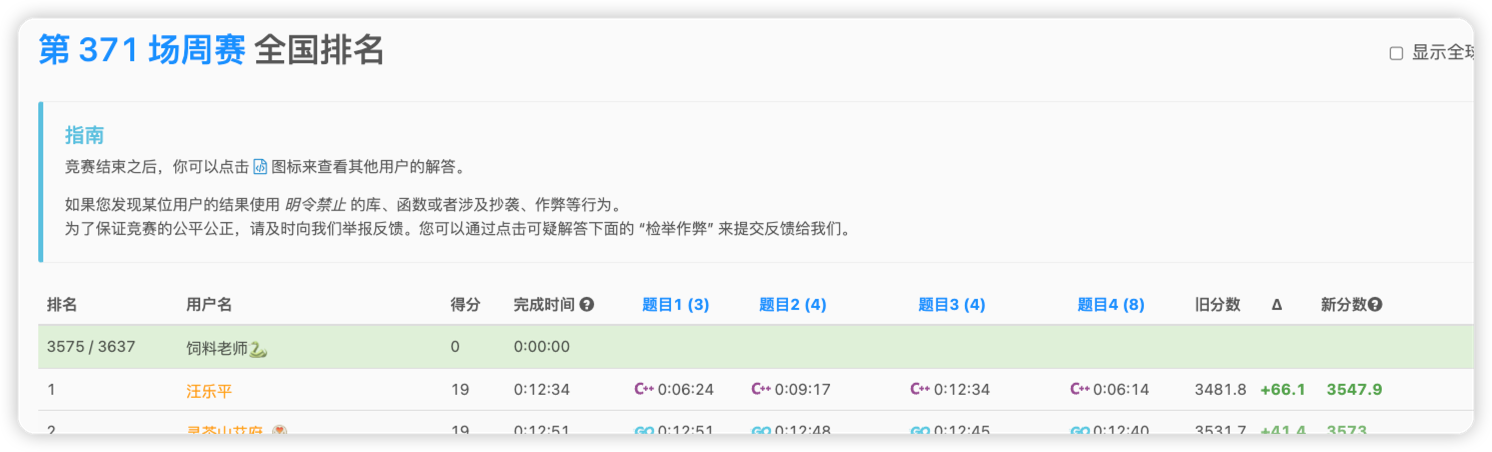 第 371 场周赛 全国排名
显示全球
指南
竞赛结束之后，你可以点击 图标来查看其他用户的解答。
如果您发现某位用户的结果使用 明令禁止 的库、函数或者涉及抄袭、作弊等行为。
为了保证竞赛的公平公正，请及时向我们举报反馈。您可以通过点击可疑解答下面的 “检举作弊” 来提交反馈给我们。
排名 用户名 得分 完成时间 题目1 (3) 题目2 (4) 题目3 (4) 题目4 (8) 旧分数 Δ 新分数
3575 / 3637 饲料老师🐍 0 0:00:00
1 汪乐平 19 0:12:34 C++ 0:06:24 C++ 0:09:17 C++ 0:12:34 C++ 0:06:14 3481.8 +66.1 3547.9
2 灵茶山艾府 19 0:12:51 GO 0:12:51 GO 0:12:48 GO 0:12:45 GO 0:12:40 3531.7 +41.4 3573